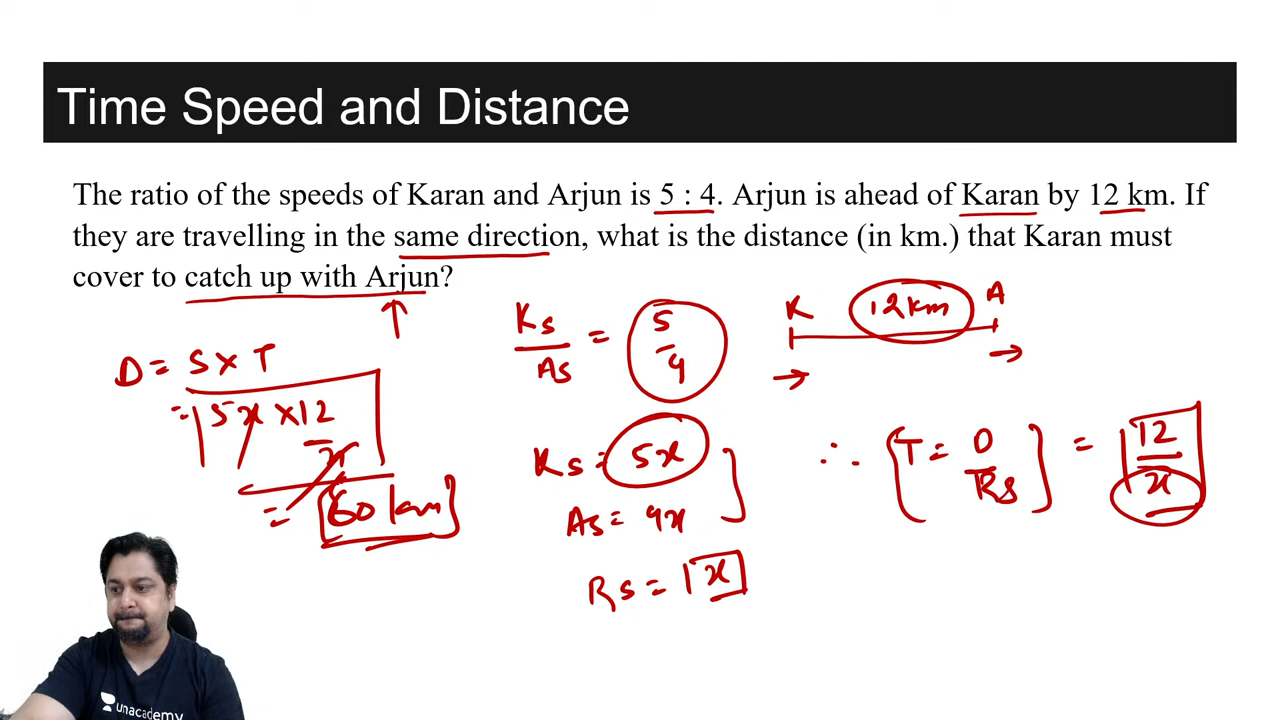 Time Speed and Distance
The ratio of the speeds of Karan and Arjun is 5 : 4. Arjun is ahead of Karan by 12 km. If
they are travelling in the same direction, what is the distance (in km.) that Karan must
cover to catch up with Arjun?
K 12km A
Ks/As = 5/4
D = S x T
= 5x x 12/x
= 60 km
Ks = 5x
As = 4x
Rs = x
∴ T = D/Rs = 12/x
unacademy